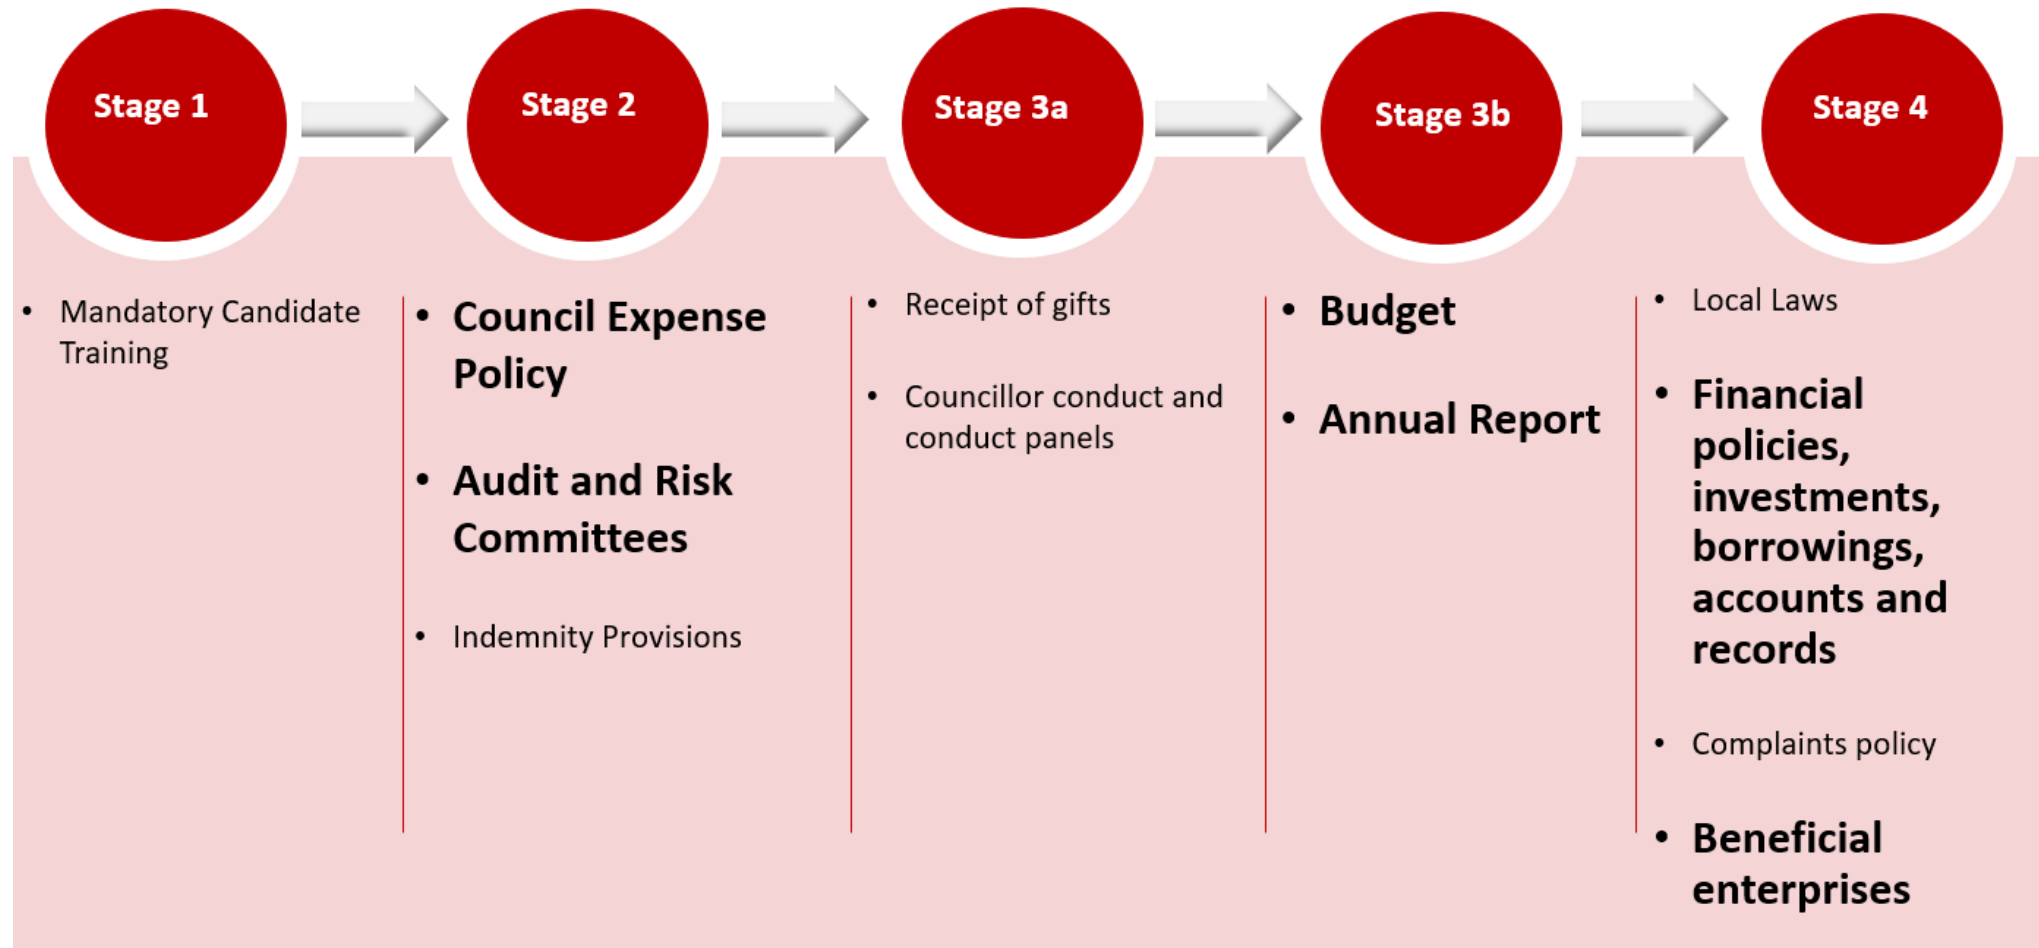 Stage 1
Stage 2
Stage 3a
Stage 3b
Stage 4
• Mandatory Candidate
Training
• Council Expense
Policy
• Audit and Risk
Committees
• Indemnity Provisions
• Receipt of gifts
• Councillor conduct and
conduct panels
• Budget
• Annual Report
• Local Laws
• Financial
policies,
investments,
borrowings,
accounts and
records
• Complaints policy
• Beneficial
enterprises